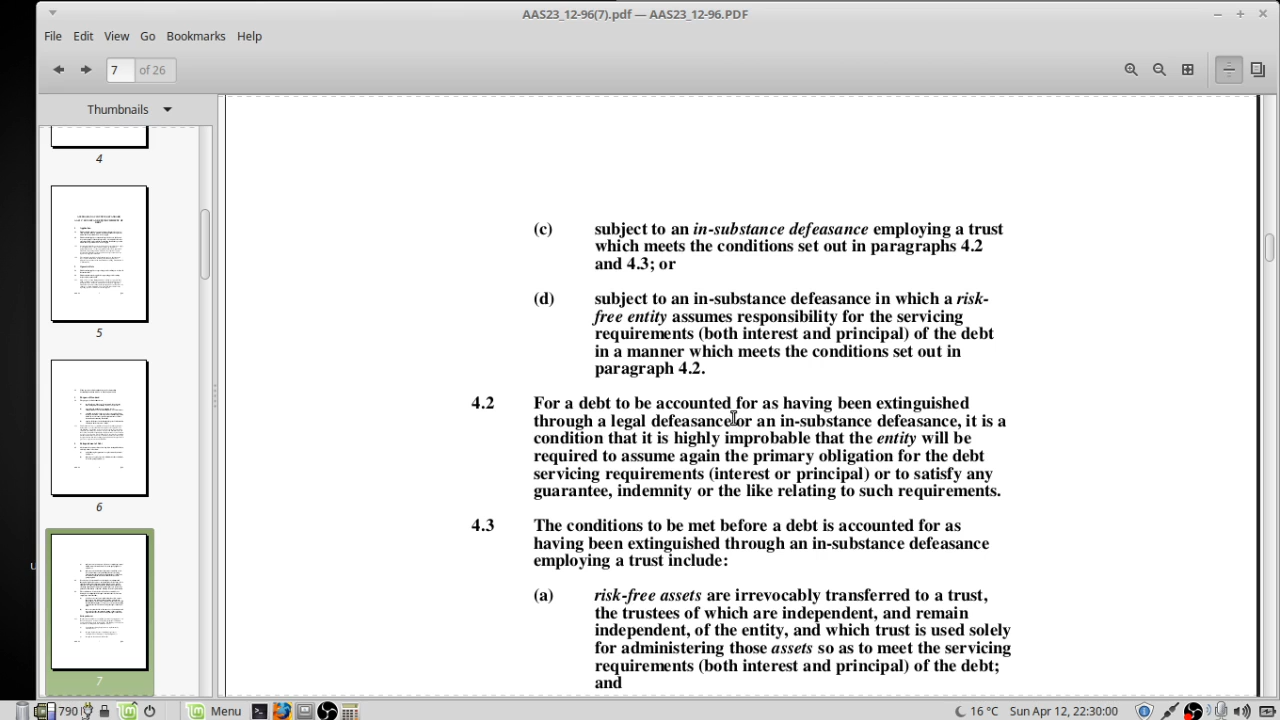 AAS23_12-96(7).pdf — AAS23_12-96.PDF
File Edit View Go Bookmarks Help
7 of 26
Thumbnails
4
5
6
7
(c) subject to an in-substance defeasance employing a trust
which meets the conditions set out in paragraphs 4.2
and 4.3; or
(d) subject to an in-substance defeasance in which a risk-
free entity assumes responsibility for the servicing
requirements (both interest and principal) of the debt
in a manner which meets the conditions set out in
paragraph 4.2.
4.2 For a debt to be accounted for as having been extinguished
through a legal defeasance or an in-substance defeasance, it is a
condition that it is highly improbable that the entity will be
required to assume again the primary obligation for the debt
servicing requirements (interest or principal) or to satisfy any
guarantee, indemnity or the like relating to such requirements.
4.3 The conditions to be met before a debt is accounted for as
having been extinguished through an in-substance defeasance
employing a trust include:
(a) risk-free assets are irrevocably transferred to a trust,
the trustees of which are independent, and remain
independent, of the entity, and which trust is used solely
for administering those assets so as to meet the servicing
requirements (both interest and principal) of the debt;
and
790 Menu 16 °C Sun Apr 12, 22:30:00